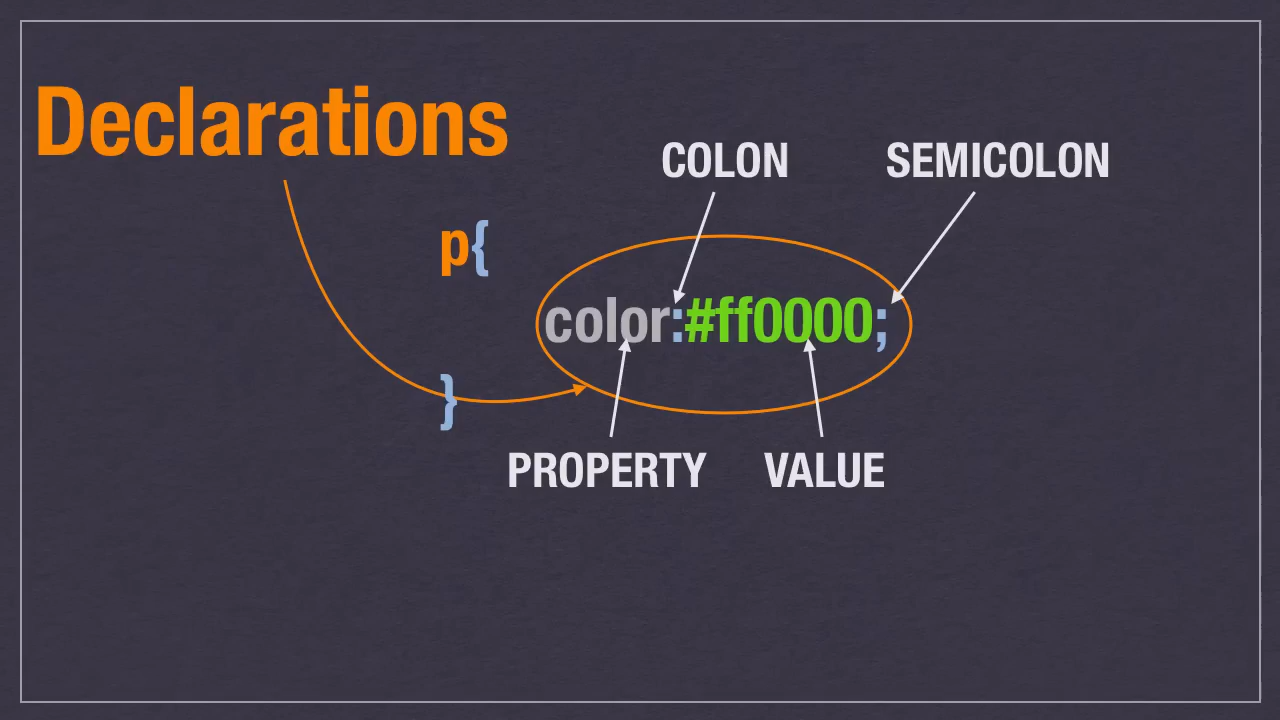 Declarations
COLON SEMICOLON
p{
color:#ff0000;
}
PROPERTY VALUE